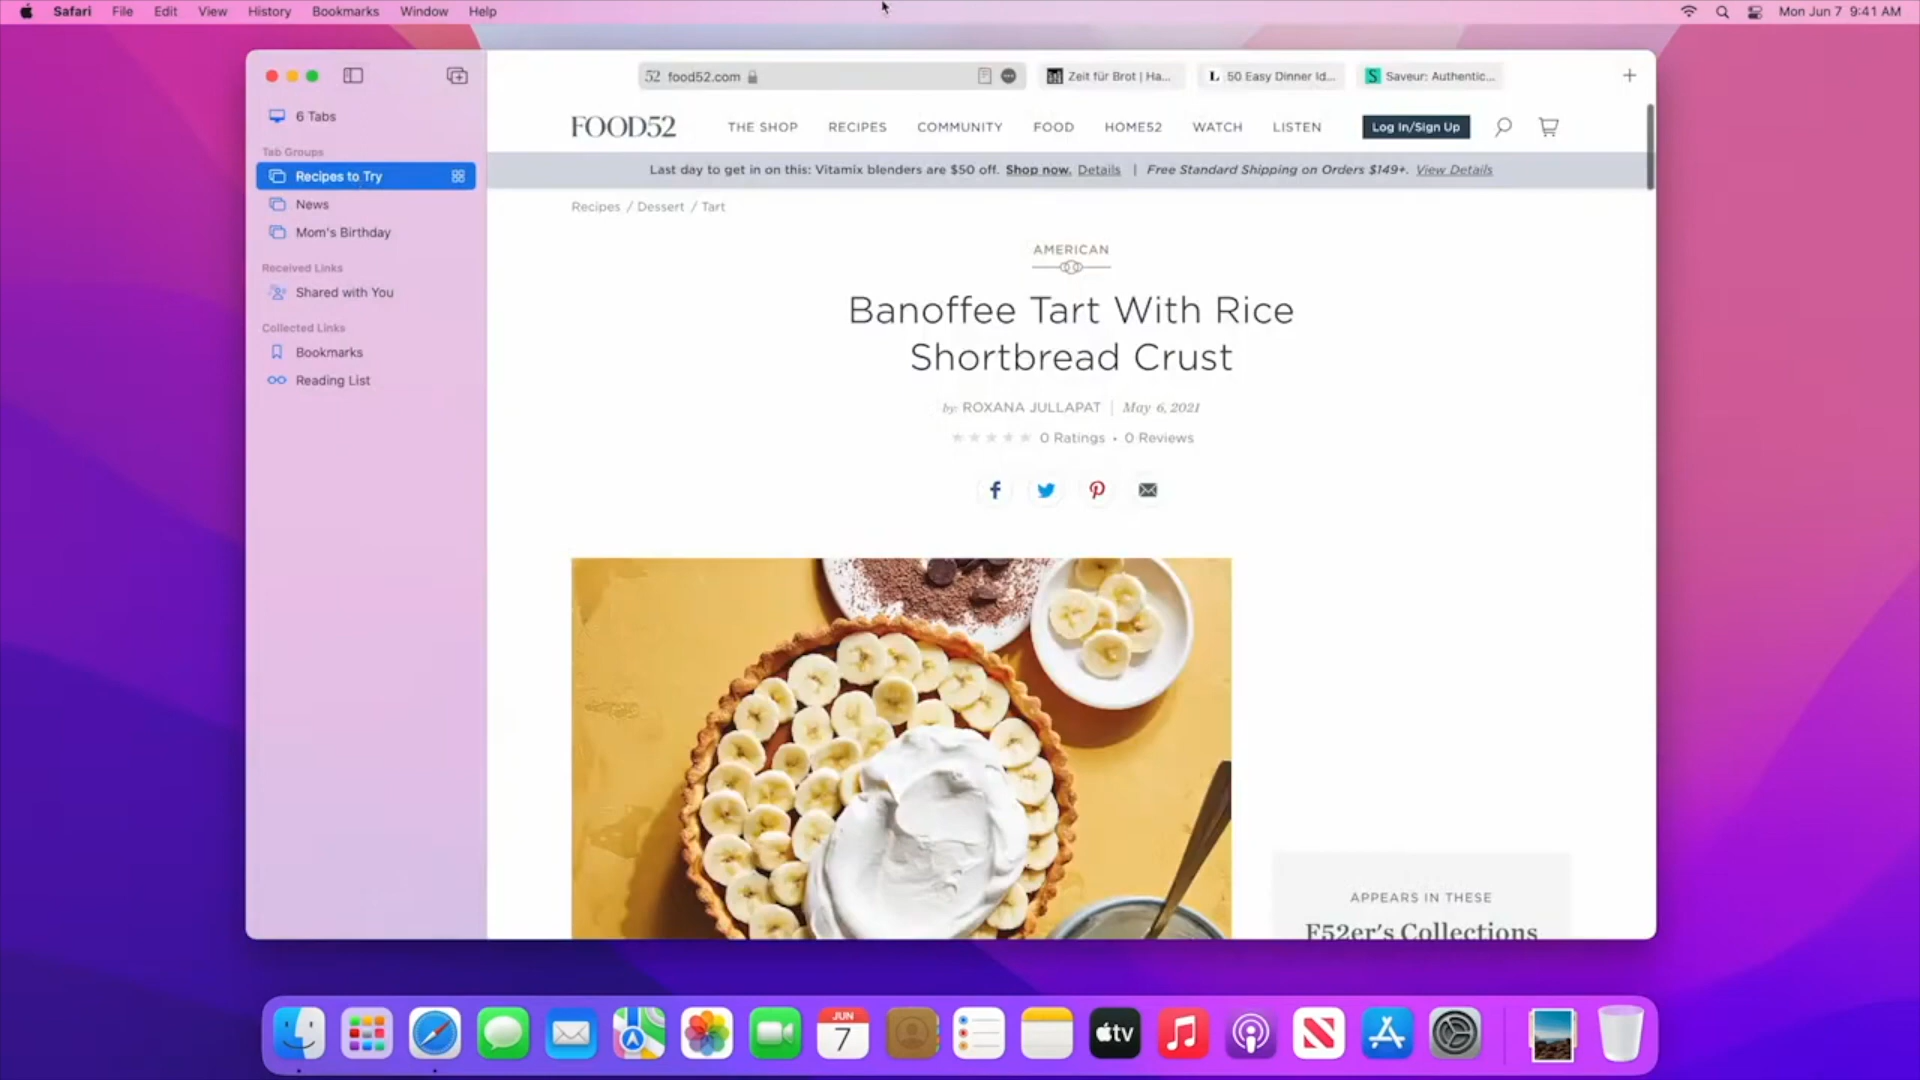 Safari File Edit View History Bookmarks Window Help
Mon Jun 7 9:41 AM
52 food52.com
Zeit für Brot | Ha...
L 50 Easy Dinner Id...
S Saveur: Authentic...
6 Tabs
Tab Groups
Recipes to Try
News
Mom's Birthday
Received Links
Shared with You
Collected Links
Bookmarks
Reading List
FOOD52 THE SHOP RECIPES COMMUNITY FOOD HOME52 WATCH LISTEN Log In/Sign Up
Last day to get in on this: Vitamix blenders are $50 off. Shop now. Details | Free Standard Shipping on Orders $149+. View Details
Recipes / Dessert / Tart
AMERICAN
Banoffee Tart With Rice
Shortbread Crust
by: ROXANA JULLAPAT | May 6, 2021
0 Ratings • 0 Reviews
APPEARS IN THESE
F52er's Collections
JUN
7
tv